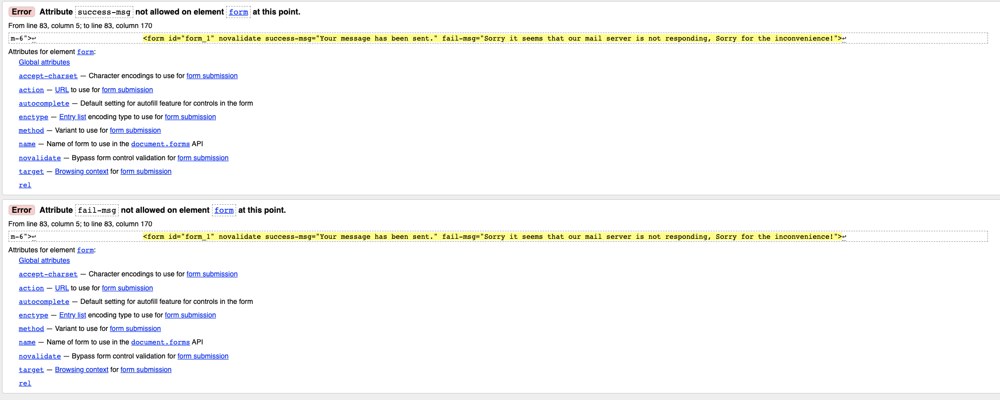 Error Attribute success-msg not allowed on element form at this point.
From line 83, column 5; to line 83, column 170
m-6">↩ <form id="form_1" novalidate success-msg="Your message has been sent." fail-msg="Sorry it seems that our mail server is not responding, Sorry for the inconvenience!">↩
Attributes for element form:
Global attributes
accept-charset — Character encodings to use for form submission
action — URL to use for form submission
autocomplete — Default setting for autofill feature for controls in the form
enctype — Entry list encoding type to use for form submission
method — Variant to use for form submission
name — Name of form to use in the document.forms API
novalidate — Bypass form control validation for form submission
target — Browsing context for form submission
rel
Error Attribute fail-msg not allowed on element form at this point.
From line 83, column 5; to line 83, column 170
m-6">↩ <form id="form_1" novalidate success-msg="Your message has been sent." fail-msg="Sorry it seems that our mail server is not responding, Sorry for the inconvenience!">↩
Attributes for element form:
Global attributes
accept-charset — Character encodings to use for form submission
action — URL to use for form submission
autocomplete — Default setting for autofill feature for controls in the form
enctype — Entry list encoding type to use for form submission
method — Variant to use for form submission
name — Name of form to use in the document.forms API
novalidate — Bypass form control validation for form submission
target — Browsing context for form submission
rel